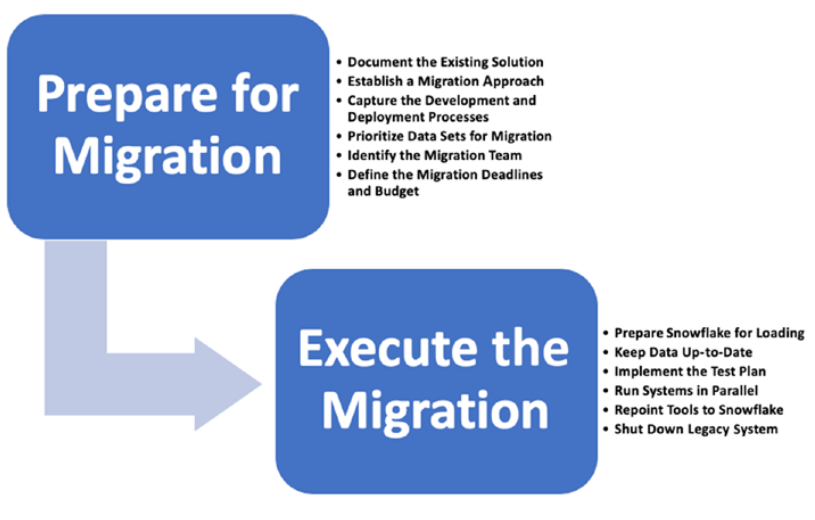 Prepare for
Migration
• Document the Existing Solution
• Establish a Migration Approach
• Capture the Development and
Deployment Processes
• Prioritize Data Sets for Migration
• Identify the Migration Team
• Define the Migration Deadlines
and Budget
Execute the
Migration
• Prepare Snowflake for Loading
• Keep Data Up-to-Date
• Implement the Test Plan
• Run Systems in Parallel
• Repoint Tools to Snowflake
• Shut Down Legacy System